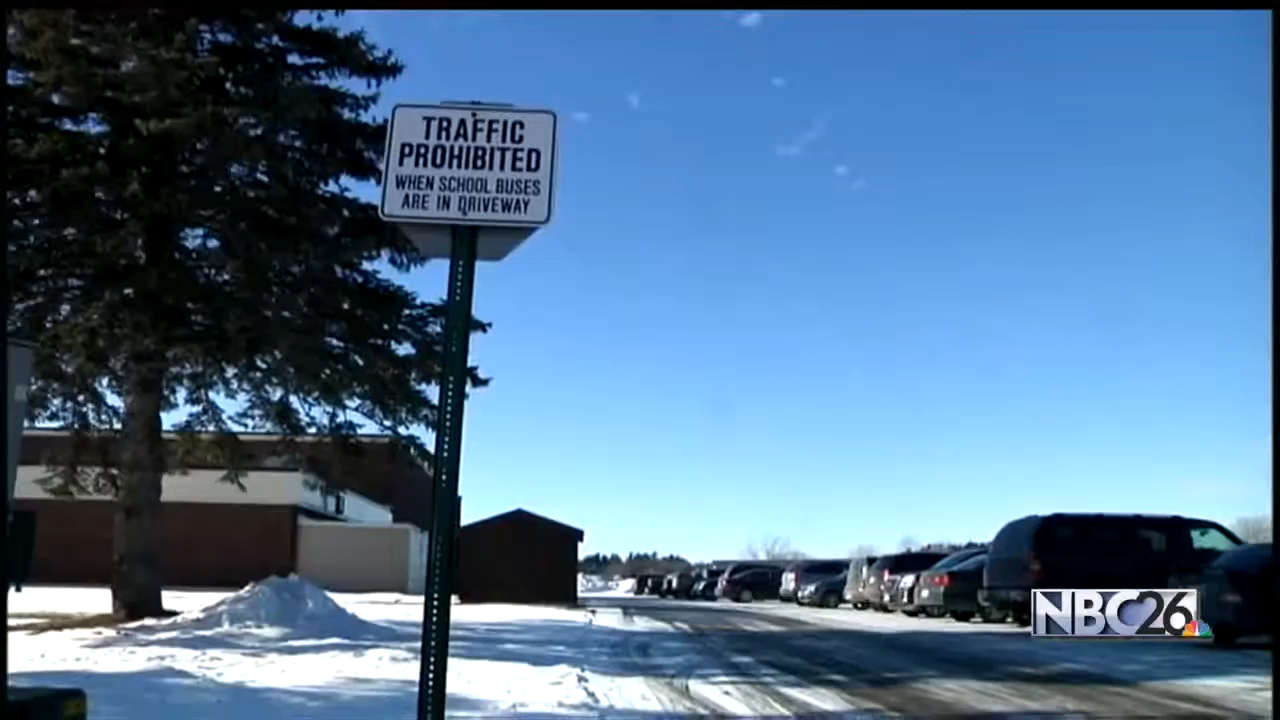 TRAFFIC
PROHIBITED
WHEN SCHOOL BUSES
ARE IN DRIVEWAY
NBC26